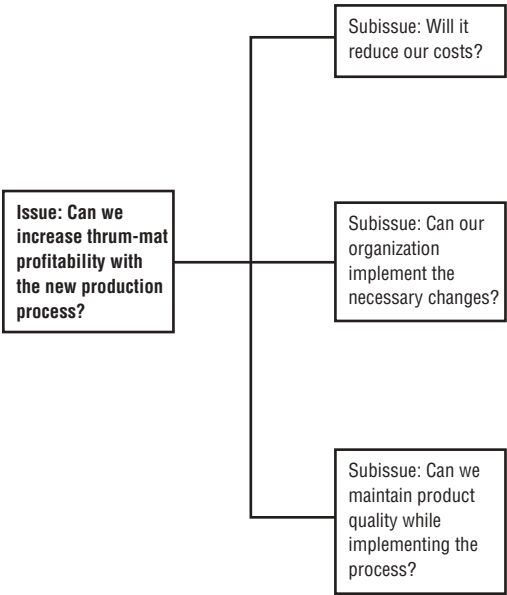 Subissue: Will it
reduce our costs?
Issue: Can we
increase thrum-mat
profitability with
the new production
process?
Subissue: Can our
organization
implement the
necessary changes?
Subissue: Can we
maintain product
quality while
implementing the
process?